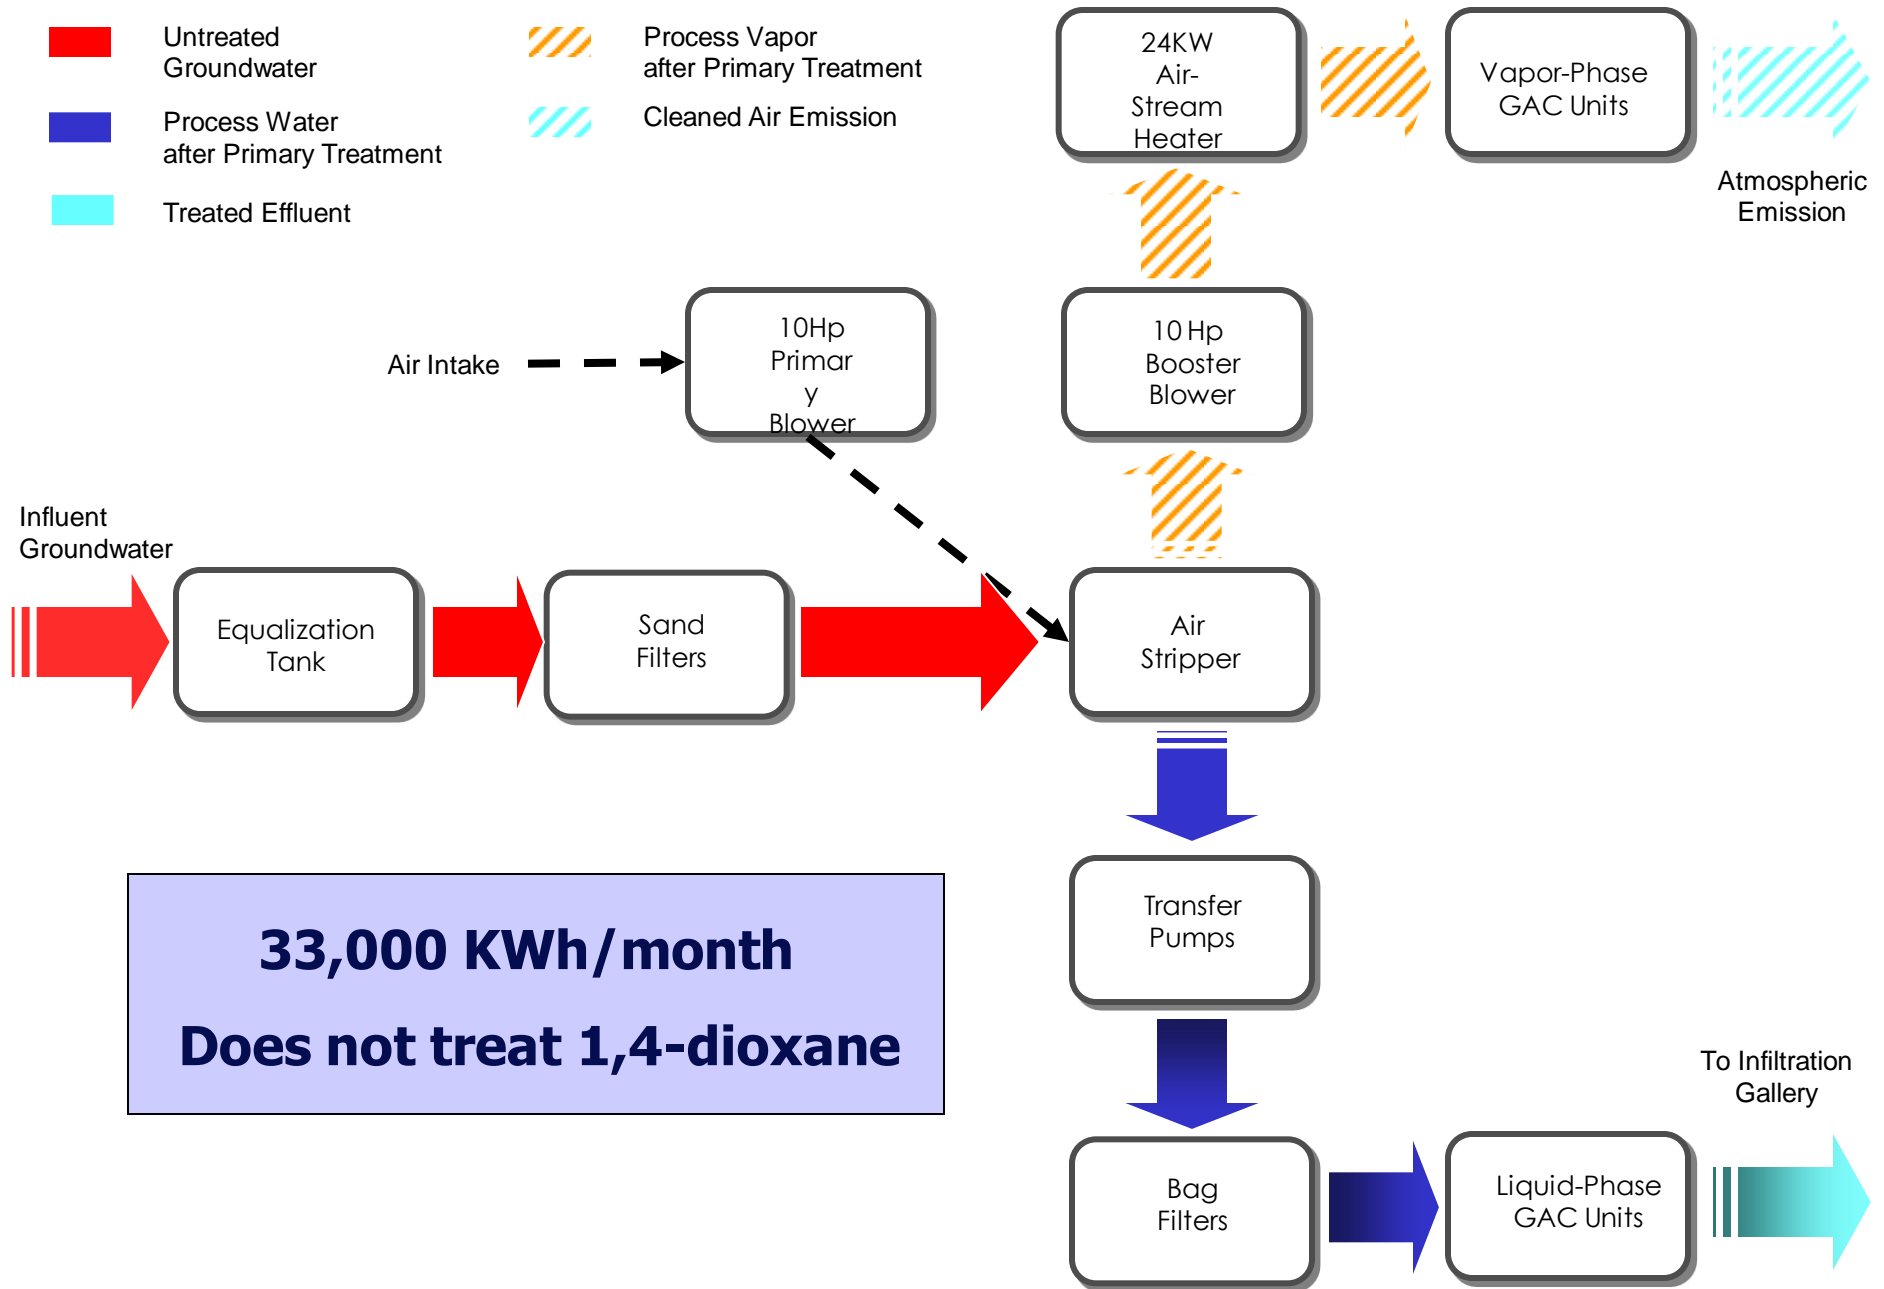 Untreated
Groundwater
Process Water
after Primary Treatment
Treated Effluent
Process Vapor
after Primary Treatment
Cleaned Air Emission
24KW
Air-
Stream
Heater
Vapor-Phase
GAC Units
Atmospheric
Emission
Air Intake
10Hp
Primar
y
Blower
10 Hp
Booster
Blower
Influent
Groundwater
Equalization
Tank
Sand
Filters
Air
Stripper
Transfer
Pumps
33,000 KWh/month
Does not treat 1,4-dioxane
Bag
Filters
Liquid-Phase
GAC Units
To Infiltration
Gallery